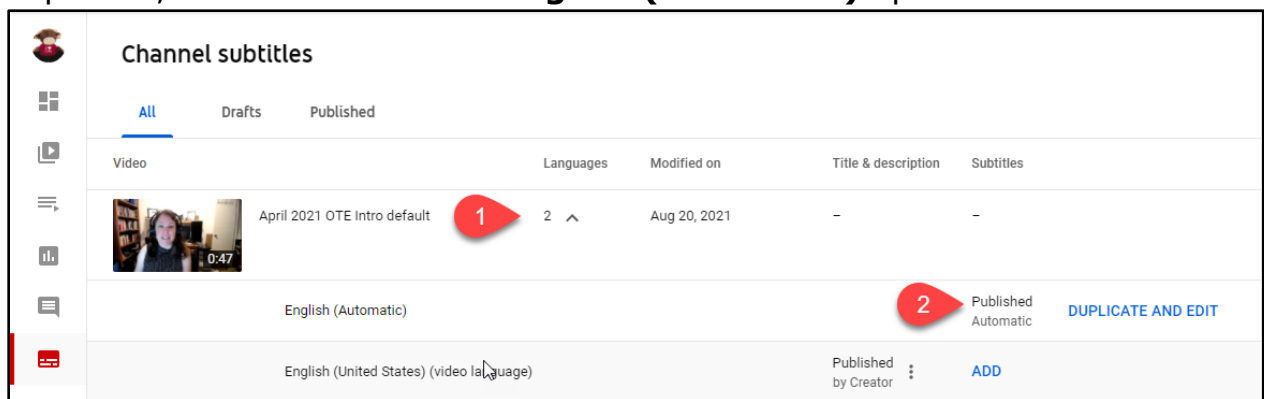 Channel subtitles
All Drafts Published
Video Languages Modified on Title & description Subtitles
April 2021 OTE Intro default 1 2 Aug 20, 2021 – –
0:47
English (Automatic) 2 Published Automatic DUPLICATE AND EDIT
English (United States) (video language) Published by Creator ADD